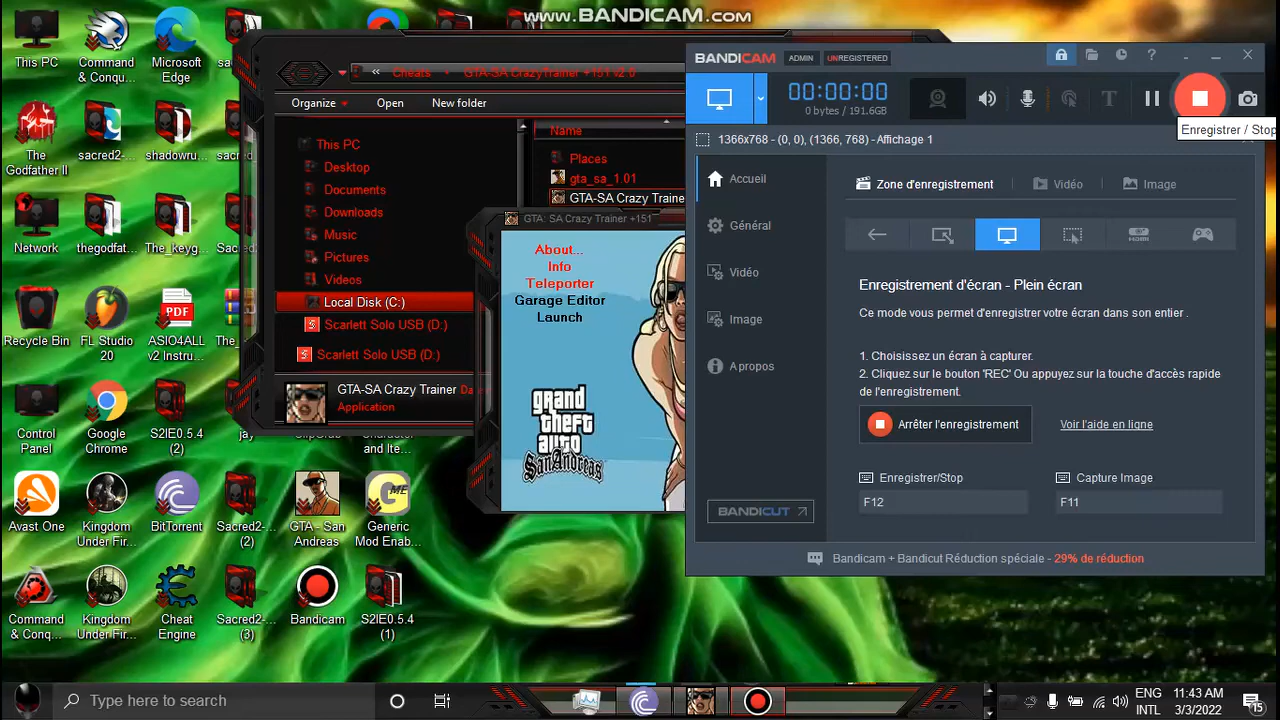 www.BANDICAM.com
This PC
Command
& Conqu...
Microsoft
Edge
The
Godfather II
sacred2...
shadowru...
Network
thegodfat...
The_keyg...
Recycle Bin
FL Studio
20
PDF
ASIO4ALL
v2 Instru...
Control
Panel
Google
Chrome
S2IE0.5.4
(2)
jay
Avast One
Kingdom
Under Fir...
BitTorrent
Sacred2-...
(2)
GTA - San
Andreas
GME
Generic
Mod Enab...
Command
& Conq...
Kingdom
Under Fir...
Cheat
Engine
Sacred2-...
(3)
Bandicam
S2IE0.5.4
(1)
« Cheats GTA-SA CrazyTrainer +151 v2.0
Organize
Open
New folder
Name
This PC
Desktop
Documents
Downloads
Music
Pictures
Videos
Local Disk (C:)
Scarlett Solo USB (D:)
Scarlett Solo USB (D:)
Places
gta_sa_1.01
GTA-SA Crazy Traine
GTA-SA Crazy Trainer
Application
GTA: SA Crazy Trainer +151
About...
Info
Teleporter
Garage Editor
Launch
grand
theft
auto
SanAndreas
BANDICAM
ADMIN
UNREGISTERED
?
00:00:00
0 bytes / 191.6GB
T
Enregistrer / Stop
1366x768 - (0, 0), (1366, 768) - Affichage 1
Accueil
Général
Vidéo
Image
A propos
BANDICUT
Zone d'enregistrement
Vidéo
Image
HDMI
Enregistrement d'écran - Plein écran
Ce mode vous permet d'enregistrer votre écran dans son entier .
1. Choisissez un écran à capturer.
2. Cliquez sur le bouton 'REC' Ou appuyez sur la touche d'accès rapide
de l'enregistrement.
Arrêter l'enregistrement
Voir l'aide en ligne
Enregistrer/Stop
F12
Capture Image
F11
Bandicam + Bandicut Réduction spéciale - 29% de réduction
Type here to search
ENG
INTL
11:43 AM
3/3/2022
15